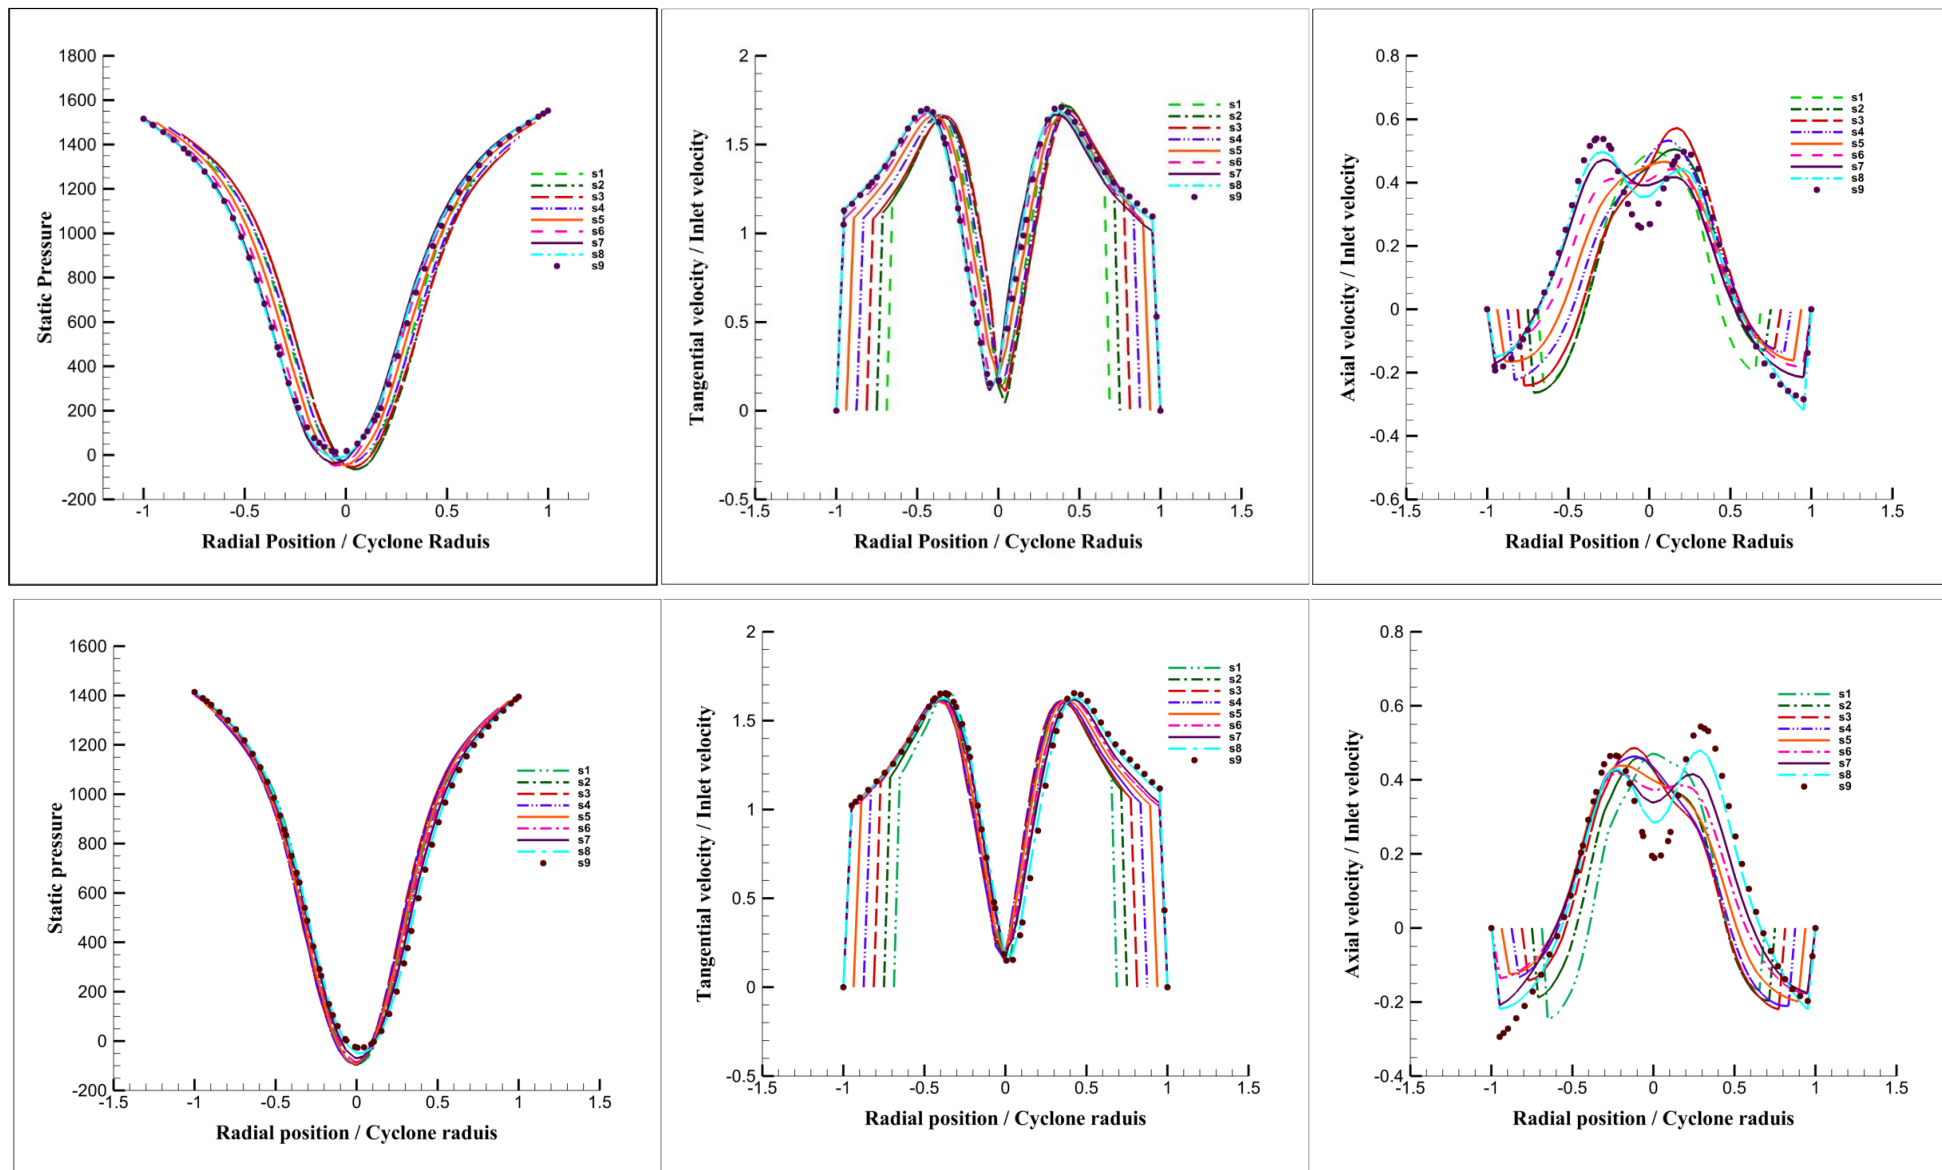 1800
1600
1400
1200
1000
800
600
400
200
0
-200
-1
-0.5
0
0.5
1
Static Pressure
Radial Position / Cyclone Raduis
s1
s2
s3
s4
s5
s6
s7
s8
s9
2
1.5
1
0.5
0
-0.5
-1.5
-1
-0.5
0
0.5
1
1.5
Tangential velocity / Inlet velocity
Radial Position / Cyclone Raduis
s1
s2
s3
s4
s5
s6
s7
s8
s9
0.8
0.6
0.4
0.2
0
-0.2
-0.4
-0.6
-1.5
-1
-0.5
0
0.5
1
1.5
Axial velocity / Inlet velocity
Radial Position / Cyclone Raduis
s1
s2
s3
s4
s5
s6
s7
s8
s9
1600
1400
1200
1000
800
600
400
200
0
-200
-1.5
-1
-0.5
0
0.5
1
1.5
Static pressure
Radial position / Cyclone raduis
s1
s2
s3
s4
s5
s6
s7
s8
s9
2
1.5
1
0.5
0
-0.5
-1.5
-1
-0.5
0
0.5
1
1.5
Tangential velocity / Inlet velocity
Radial position / Cyclone raduis
s1
s2
s3
s4
s5
s6
s7
s8
s9
0.8
0.6
0.4
0.2
0
-0.2
-0.4
-1.5
-1
-0.5
0
0.5
1
1.5
Axial velocity / Inlet velocity
Radial position / Cyclone raduis
s1
s2
s3
s4
s5
s6
s7
s8
s9